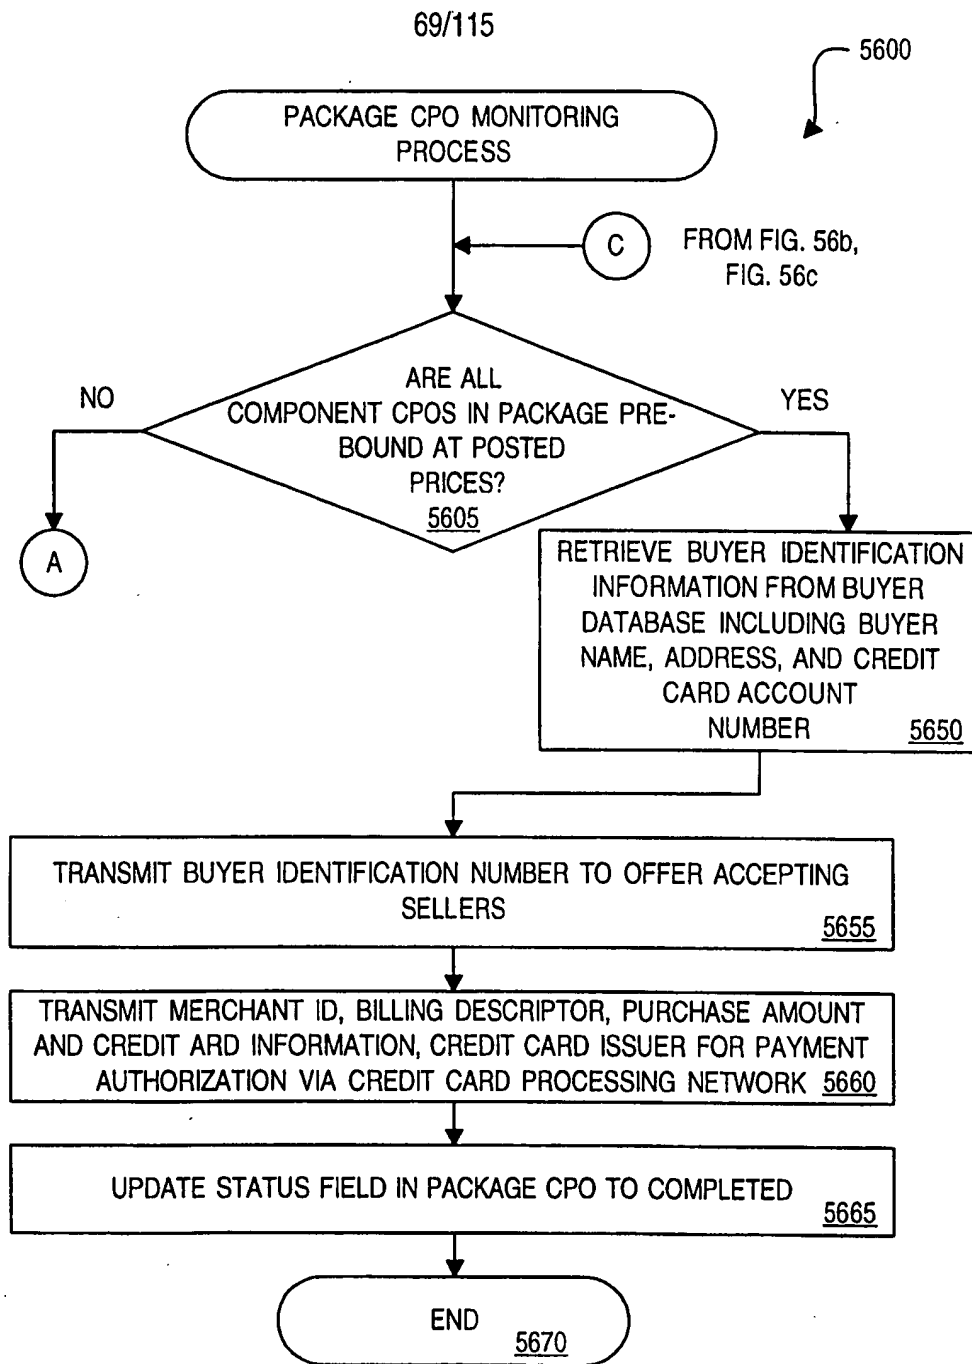 69/115
5600
PACKAGE CPO MONITORING
PROCESS
C
FROM FIG. 56b,
FIG. 56c
ARE ALL
COMPONENT CPOS IN PACKAGE PRE-
BOUND AT POSTED
PRICES?
5605
NO
YES
A
RETRIEVE BUYER IDENTIFICATION
INFORMATION FROM BUYER
DATABASE INCLUDING BUYER
NAME, ADDRESS, AND CREDIT
CARD ACCOUNT
NUMBER 5650
TRANSMIT BUYER IDENTIFICATION NUMBER TO OFFER ACCEPTING
SELLERS
5655
TRANSMIT MERCHANT ID, BILLING DESCRIPTOR, PURCHASE AMOUNT
AND CREDIT ARD INFORMATION, CREDIT CARD ISSUER FOR PAYMENT
AUTHORIZATION VIA CREDIT CARD PROCESSING NETWORK 5660
UPDATE STATUS FIELD IN PACKAGE CPO TO COMPLETED
5665
END
5670